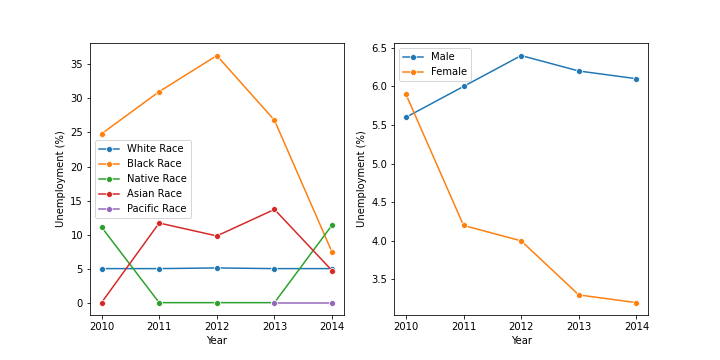 Unemployment (%)
35
30
25
20
15
10
5
0
White Race
Black Race
Native Race
Asian Race
Pacific Race
2010
2011
2012
2013
2014
Year
Unemployment (%)
6.5
6.0
5.5
5.0
4.5
4.0
3.5
Male
Female
2010
2011
2012
2013
2014
Year